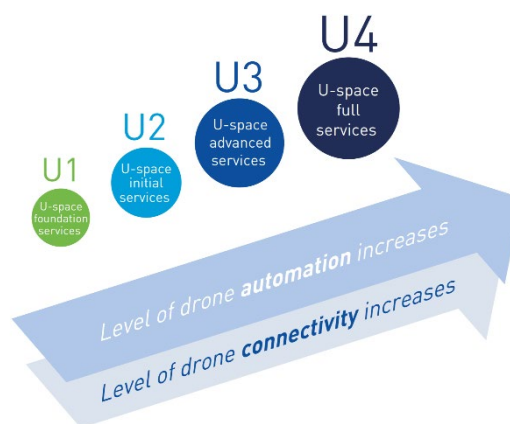 U4
U-space
full
services
U3
U-space
advanced
services
U2
U-space
initial
services
U1
U-space
foundation
services
Level of drone automation increases
Level of drone connectivity increases